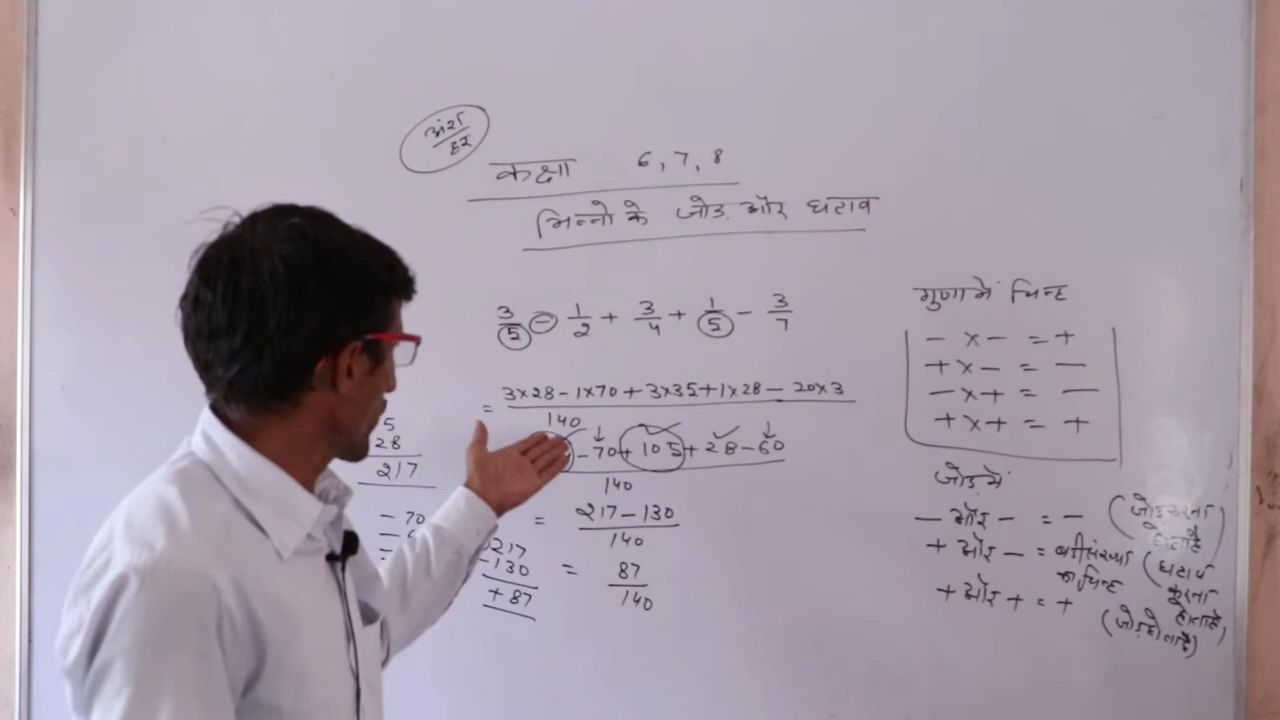 अंश
हर
कक्षा 6, 7, 8
भिन्नो के जोड और घटाव
3/5 - 1/2 + 3/4 + 1/5 - 3/7
= 3×28-1×70+3×35+1×28-20×3
140
-70+105+28-60
140
= 217-130
140
= 87
140
5
28
217
-70
217
-130
+87
गुणा में चिन्ह
- × - = +
+ × - = -
- × + = -
+ × + = +
जोड़ में
- और - = - (जोड करना होता है
+ और - = बडी संख्या का चिन्ह (घटाव करना होता है)
+ और + = +
(जोड़ होता है)